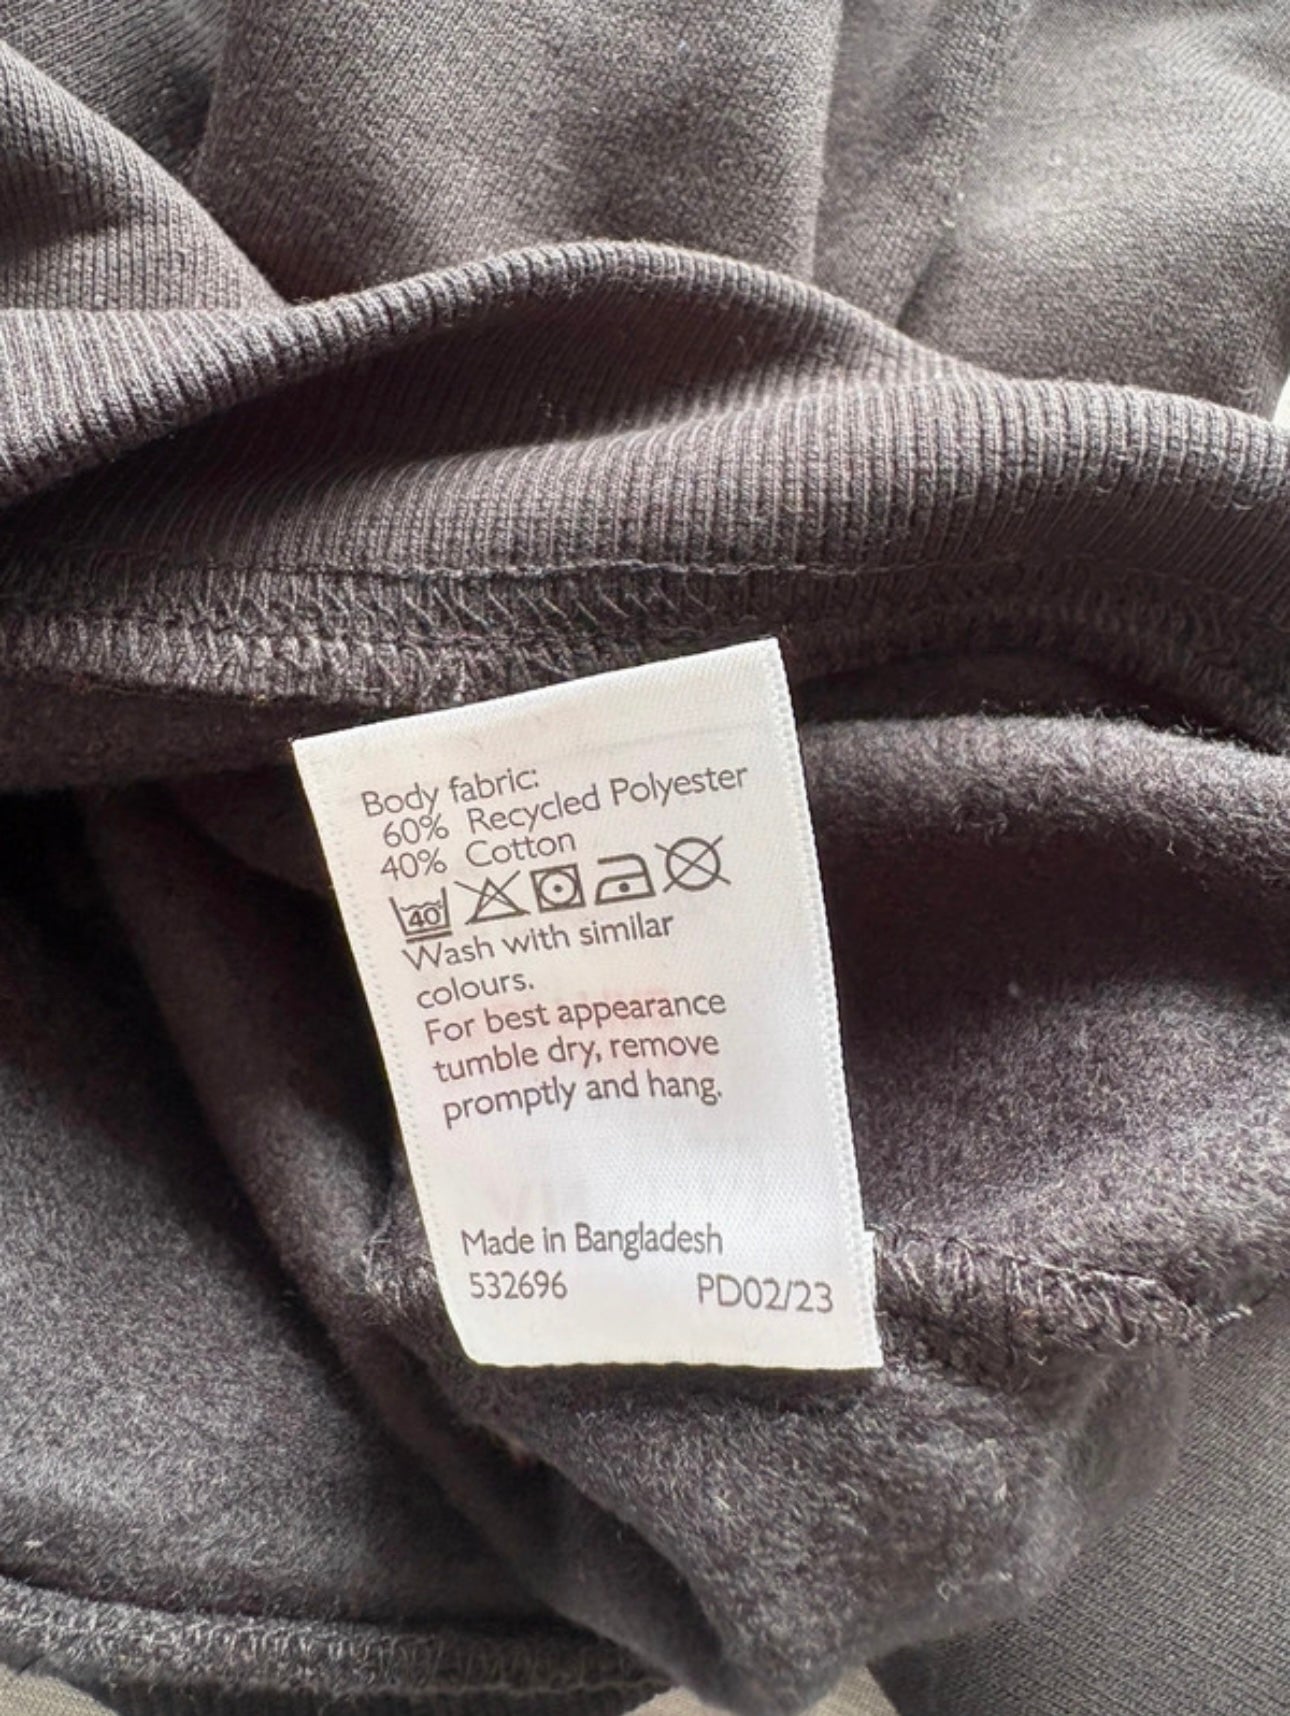 Body fabric:
60% Recycled Polyester
40% Cotton
40
Wash with similar
colours.
For best appearance
tumble dry, remove
promptly and hang.
Made in Bangladesh
532696 PD02/23